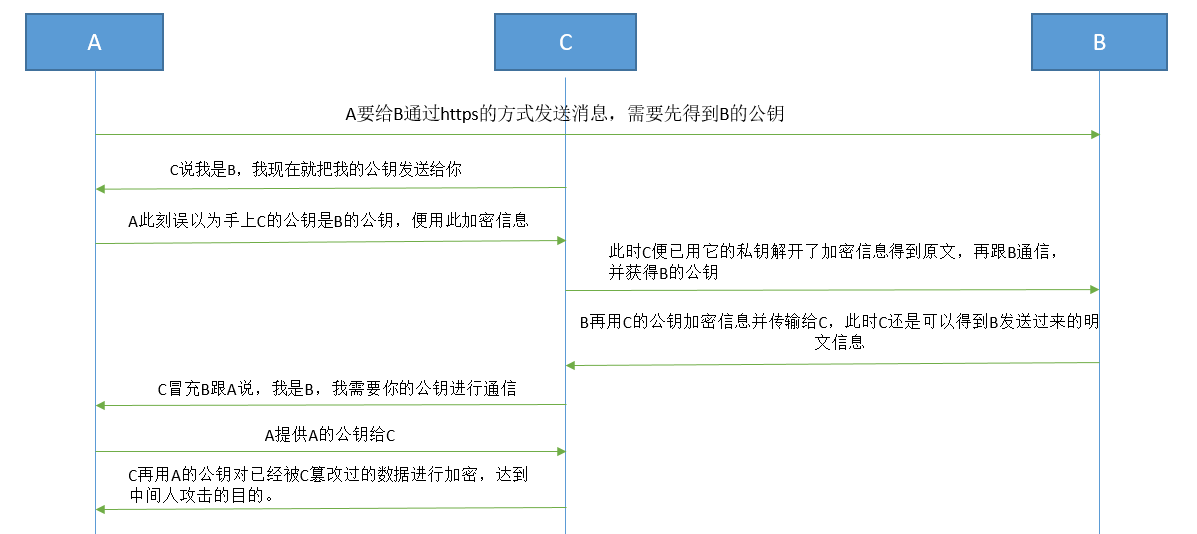 A
C
B
A要给B通过https的方式发送消息，需要先得到B的公钥
C说我是B，我现在就把我的公钥发送给你
A此刻误以为手上C的公钥是B的公钥，便用此加密信息
此时C便已用它的私钥解开了加密信息得到原文，再跟B通信，
并获得B的公钥
B再用C的公钥加密信息并传输给C，此时C还是可以得到B发送过来的明
文信息
C冒充B跟A说，我是B，我需要你的公钥进行通信
A提供A的公钥给C
C再用A的公钥对已经被C篡改过的数据进行加密，达到
中间人攻击的目的。